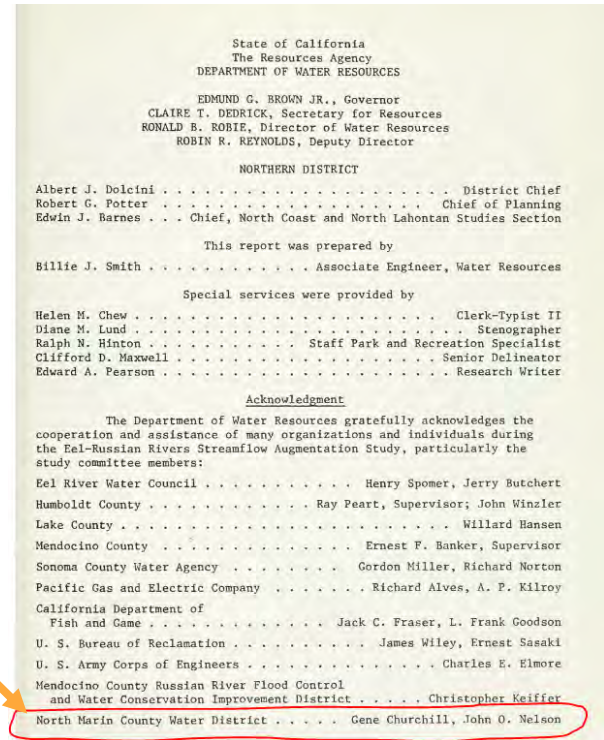 State of California
The Resources Agency
DEPARTMENT OF WATER RESOURCES
EDMUND G. BROWN JR., Governor
CLAIRE T. DEDRICK, Secretary for Resources
RONALD B. ROBIE, Director of Water Resources
ROBIN R. REYNOLDS, Deputy Director
NORTHERN DISTRICT
Albert J. Dolcini . . . . . . . . . . . . . . . . . . . . . . District Chief
Robert G. Potter . . . . . . . . . . . . . . . . . . . . Chief of Planning
Edwin J. Barnes . . . Chief, North Coast and North Lahontan Studies Section
This report was prepared by
Billie J. Smith . . . . . . . . . . . . Associate Engineer, Water Resources
Special services were provided by
Helen M. Chew . . . . . . . . . . . . . . . . . . . . . . . Clerk-Typist II
Diane M. Lund . . . . . . . . . . . . . . . . . . . . . . . . Stenographer
Ralph N. Hinton . . . . . . . . . . . . Staff Park and Recreation Specialist
Clifford D. Maxwell . . . . . . . . . . . . . . . . . . . Senior Delineator
Edward A. Pearson . . . . . . . . . . . . . . . . . . . . . Research Writer
Acknowledgment
The Department of Water Resources gratefully acknowledges the
cooperation and assistance of many organizations and individuals during
the Eel-Russian Rivers Streamflow Augmentation Study, particularly the
study committee members:
Eel River Water Council . . . . . . . . . . . Henry Spomer, Jerry Butchert
Humboldt County . . . . . . . . . . . . Ray Peart, Supervisor; John Winzler
Lake County . . . . . . . . . . . . . . . . . . . . . . . . Willard Hansen
Mendocino County . . . . . . . . . . . . . . . Ernest F. Banker, Supervisor
Sonoma County Water Agency . . . . . . . . Gordon Miller, Richard Norton
Pacific Gas and Electric Company . . . . . . . Richard Alves, A. P. Kilroy
California Department of
Fish and Game . . . . . . . . . . . . . Jack C. Fraser, L. Frank Goodson
U. S. Bureau of Reclamation . . . . . . . . . . James Wiley, Ernest Sasaki
U. S. Army Corps of Engineers . . . . . . . . . . . . . . Charles E. Elmore
Mendocino County Russian River Flood Control
and Water Conservation Improvement District . . . . . Christopher Keiffer
North Marin County Water District . . . . . Gene Churchill, John O. Nelson